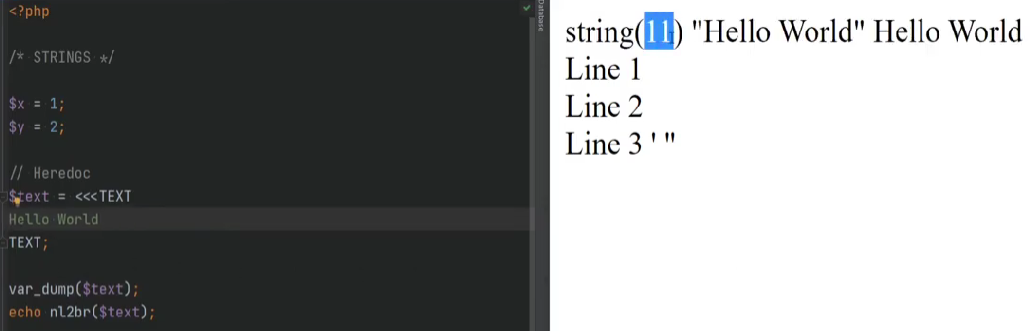 <?php
/* STRINGS */
$x = 1;
$y = 2;
// Heredoc
$text = <<<TEXT
Hello World
TEXT;
var_dump($text);
echo nl2br($text);
Database
string(11) "Hello World" Hello World
Line 1
Line 2
Line 3 ' "